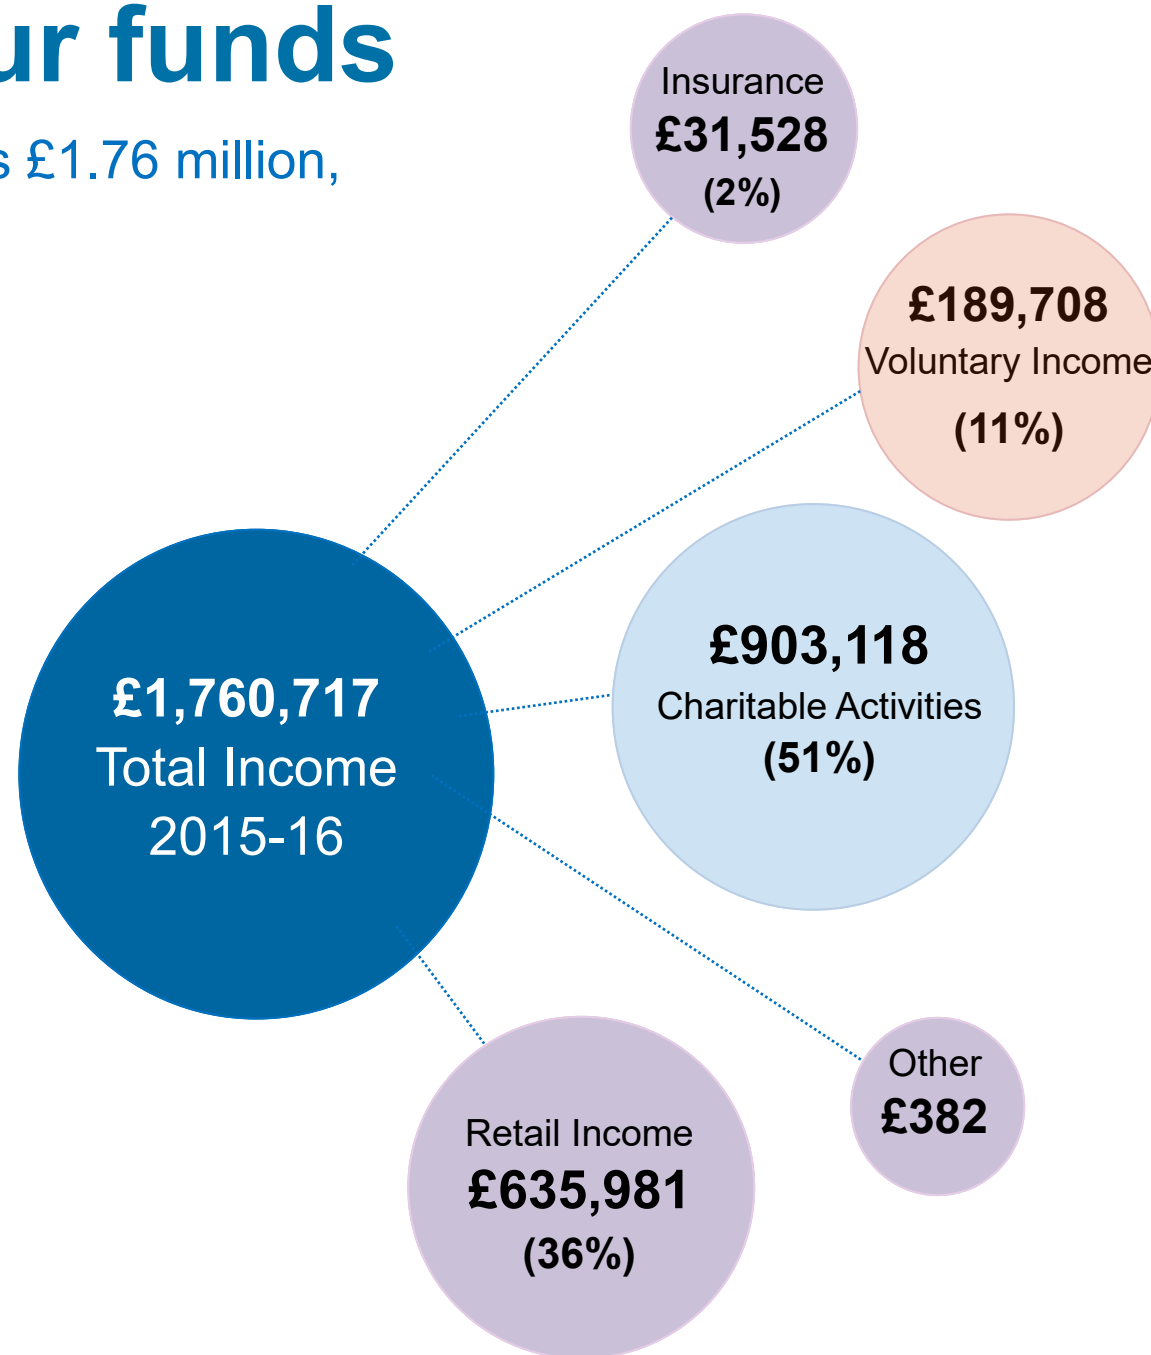 ur funds
s £1.76 million,
Insurance
£31,528
(2%)
£189,708
Voluntary Income
(11%)
£903,118
Charitable Activities
(51%)
£1,760,717
Total Income
2015-16
Other
£382
Retail Income
£635,981
(36%)